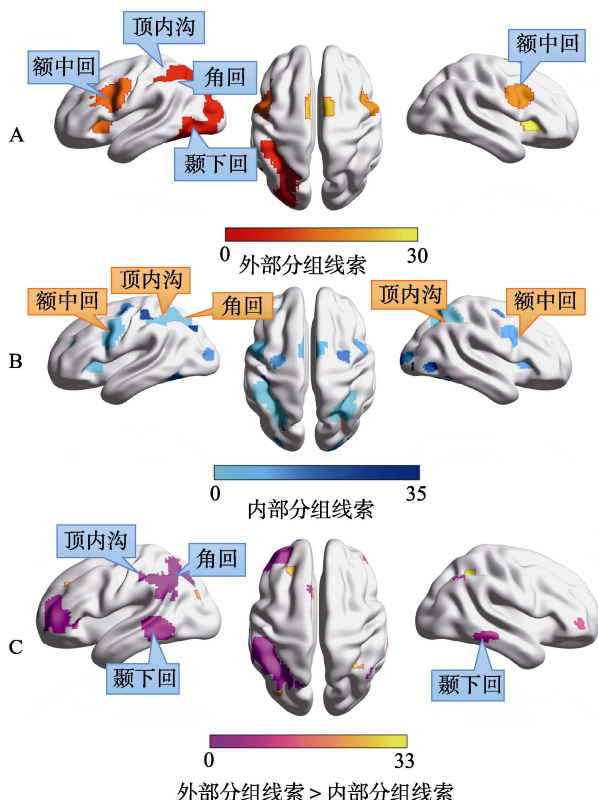 顶内沟
额中回
角回
额中回
A
颞下回
0
30
外部分组线索
顶内沟
额中回
角回
顶内沟
额中回
B
0
35
内部分组线索
顶内沟
角回
C
颞下回
颞下回
0
33
外部分组线索 > 内部分组线索